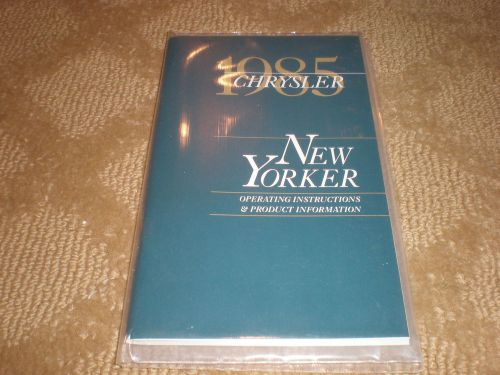 1985
CHRYSLER
NEW
YORKER
OPERATING INSTRUCTIONS
& PRODUCT INFORMATION